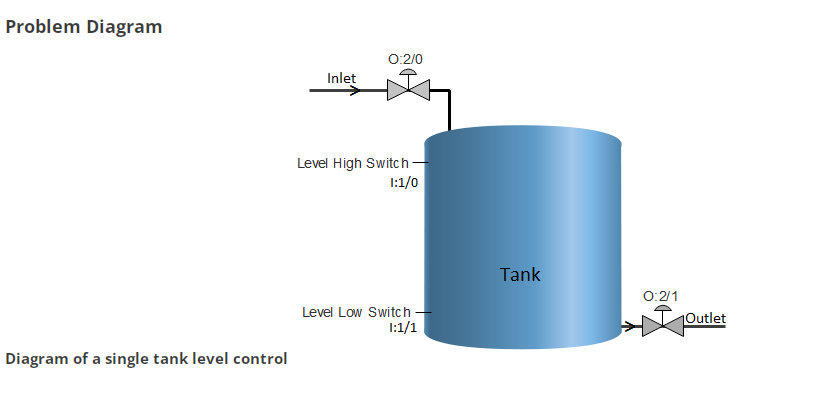 Problem Diagram
O:2/0
Inlet
Level High Switch
I:1/0
Tank
O:2/1
Level Low Switch
Outlet
I:1/1
Diagram of a single tank level control